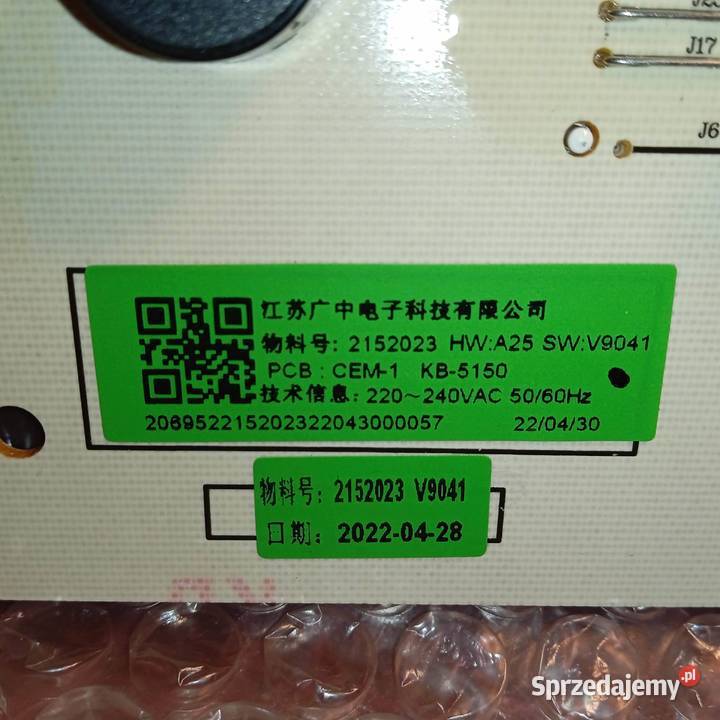 J17
J6
江苏广中电子科技有限公司
物料号: 2152023 HW:A25 SW:V9041
PCB : CEM-1 KB-5150
技术信息: 220~240VAC 50/60Hz
206952215202322043000057 22/04/30
物料号: 2152023 V9041
日期: 2022-04-28
Sprzedajemy.pl